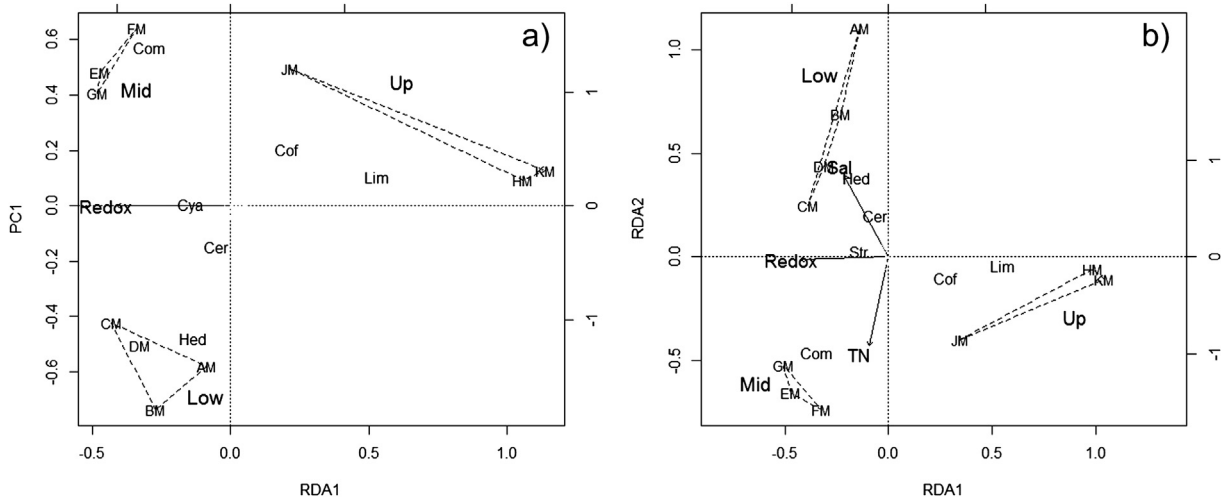 a)
FM
Com
EM
GM
Mid
JM
Up
Cof
Lim
HM
KM
Redox
Cya
Cer
CM
DM
Hed
AM
Low
BM
0.6
0.4
0.2
0.0
-0.2
-0.4
-0.6
PC1
1
0
-1
-0.5
0.0
0.5
1.0
RDA1
b)
AM
Low
BM
DM
Sal
Hed
CM
Cer
Str
Redox
Lim
Cof
HM
KM
Up
JM
TN
Com
GM
Mid
EM
FM
1.0
0.5
0.0
-0.5
RDA2
1
0
-1
-0.5
0.0
0.5
1.0
RDA1